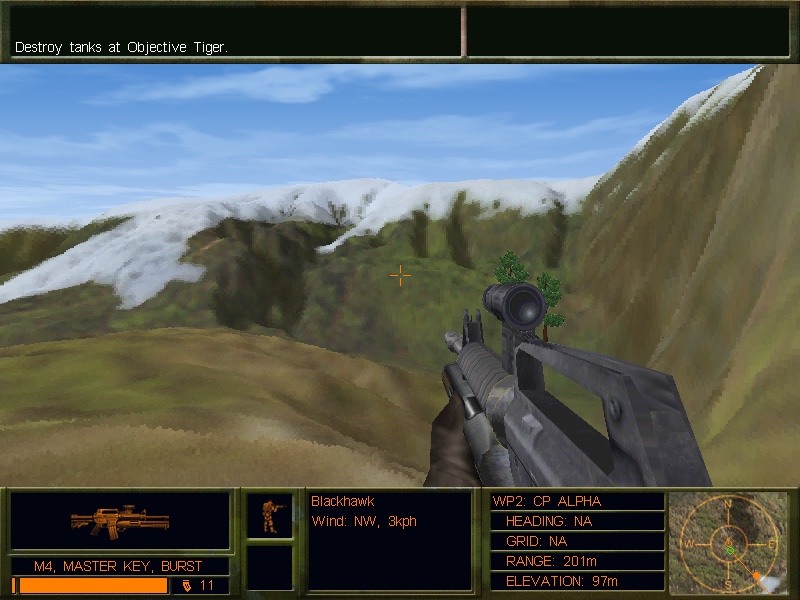 Destroy tanks at Objective Tiger.
Blackhawk
Wind: NW, 3kph
WP2: CP ALPHA
HEADING: NA
GRID: NA
RANGE: 201m
ELEVATION: 97m
M4, MASTER KEY, BURST
11
N
W
E
S